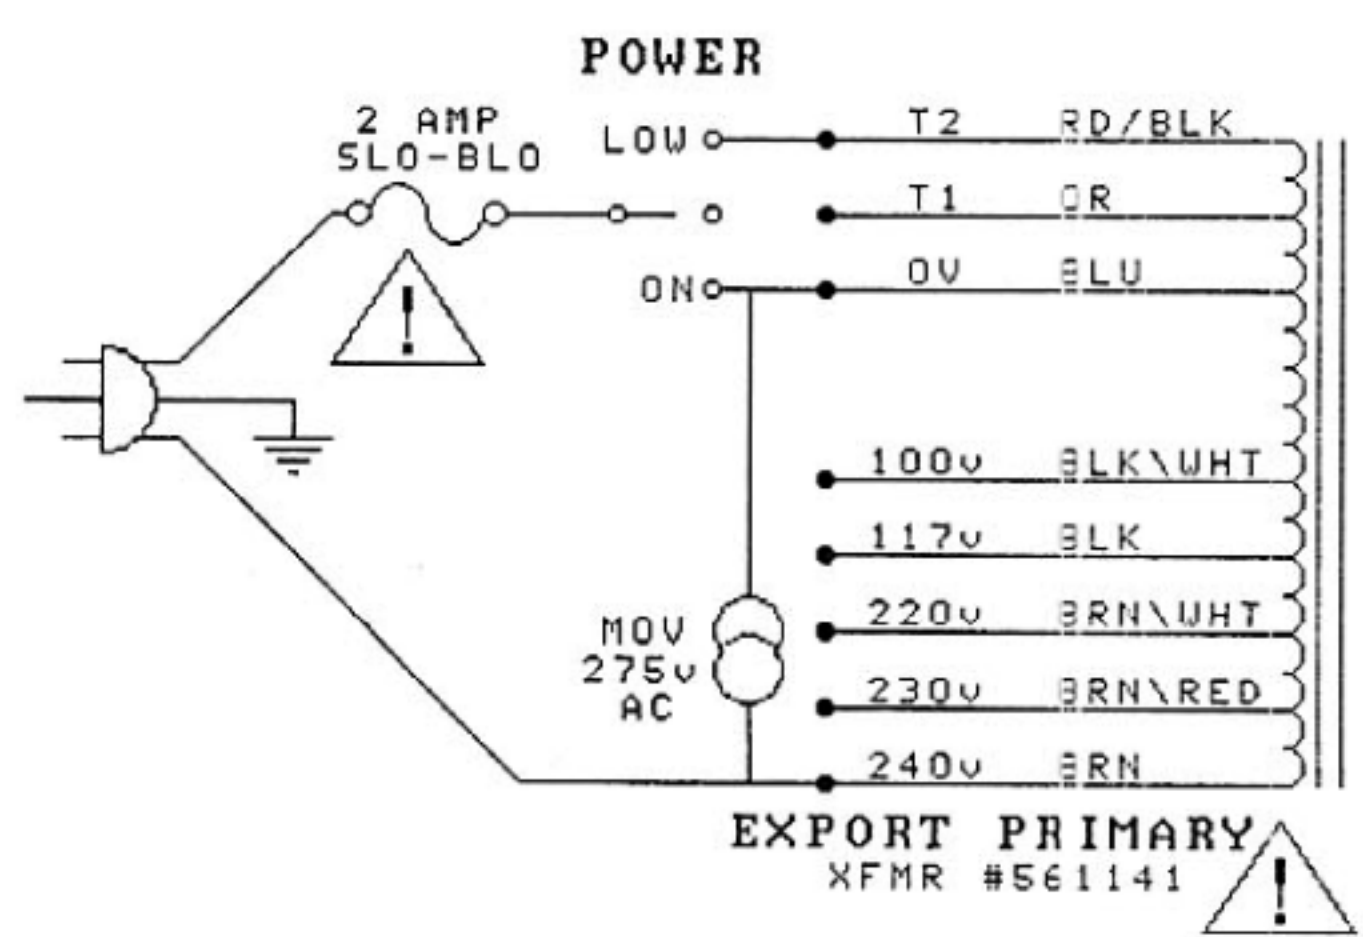 POWER
2 AMP
SLO-BLO
LOW
T2 RD/BLK
T1 OR
ON
0V BLU
!
100v BLK\WHT
117v BLK
MOV
275v
AC
220v BRN\WHT
230v BRN\RED
240v BRN
EXPORT PRIMARY
XFMR #561141
!